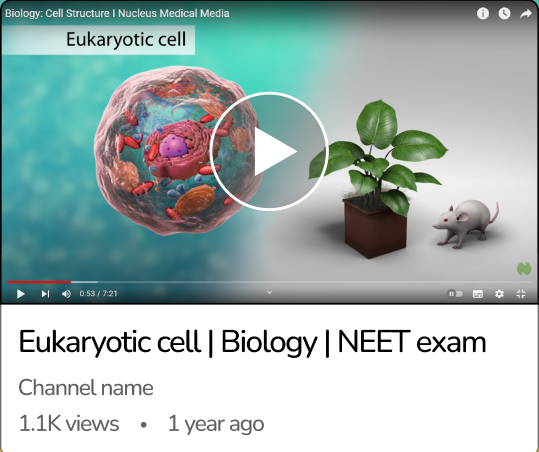 Biology: Cell Structure I Nucleus Medical Media
Eukaryotic cell
0:53 / 7:21
Eukaryotic cell | Biology | NEET exam
Channel name
1.1K views • 1 year ago